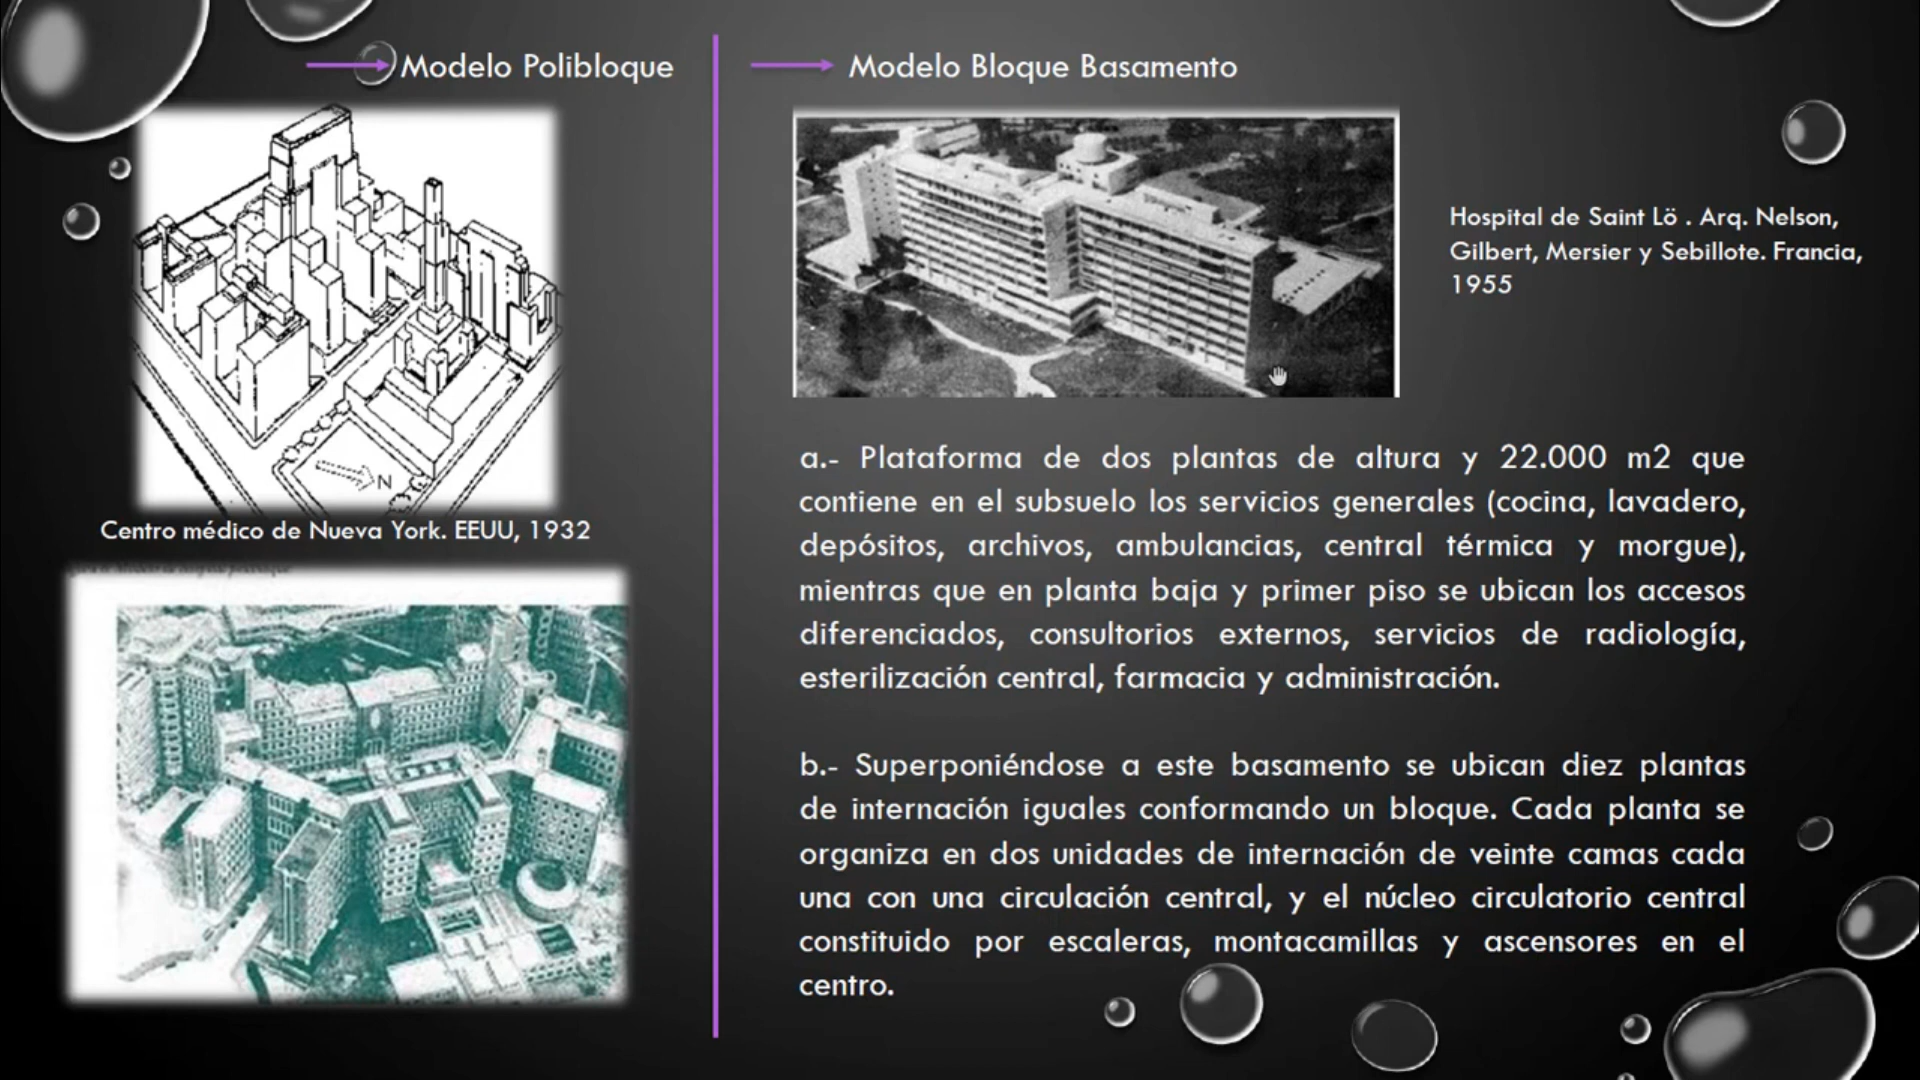 Modelo Polibloque
N
Centro médico de Nueva York. EEUU, 1932
Modelo Bloque Basamento
Hospital de Saint Lö . Arq. Nelson,
Gilbert, Mersier y Sebillote. Francia,
1955
a.- Plataforma de dos plantas de altura y 22.000 m2 que
contiene en el subsuelo los servicios generales (cocina, lavadero,
depósitos, archivos, ambulancias, central térmica y morgue),
mientras que en planta baja y primer piso se ubican los accesos
diferenciados, consultorios externos, servicios de radiología,
esterilización central, farmacia y administración.
b.- Superponiéndose a este basamento se ubican diez plantas
de internación iguales conformando un bloque. Cada planta se
organiza en dos unidades de internación de veinte camas cada
una con una circulación central, y el núcleo circulatorio central
constituido por escaleras, montacamillas y ascensores en el
centro.